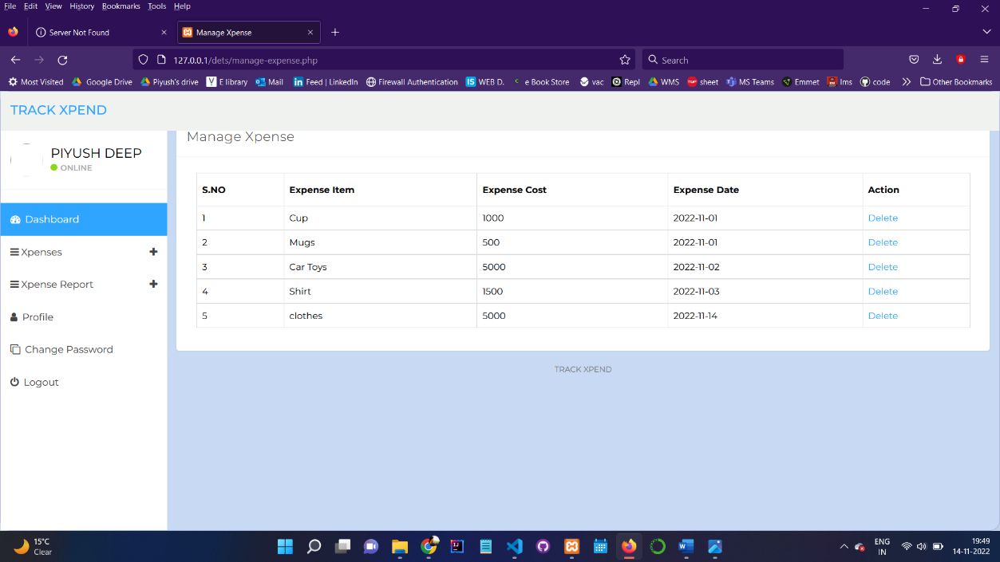 File Edit View History Bookmarks Tools Help
Server Not Found Manage Xpense
127.0.0.1/dets/manage-expense.php Search
Most Visited Google Drive Piyush's drive E library Mail Feed | LinkedIn Firewall Authentication WEB D. e Book Store vac Repl WMS sheet MS Teams Emmet lms code Other Bookmarks
TRACK XPEND
Manage Xpense
PIYUSH DEEP
ONLINE
Dashboard
Xpenses
Xpense Report
Profile
Change Password
Logout
S.NO Expense Item Expense Cost Expense Date Action
1 Cup 1000 2022-11-01 Delete
2 Mugs 500 2022-11-01 Delete
3 Car Toys 5000 2022-11-02 Delete
4 Shirt 1500 2022-11-03 Delete
5 clothes 5000 2022-11-14 Delete
TRACK XPEND
15°C
Clear
ENG
IN
19:49
14-11-2022